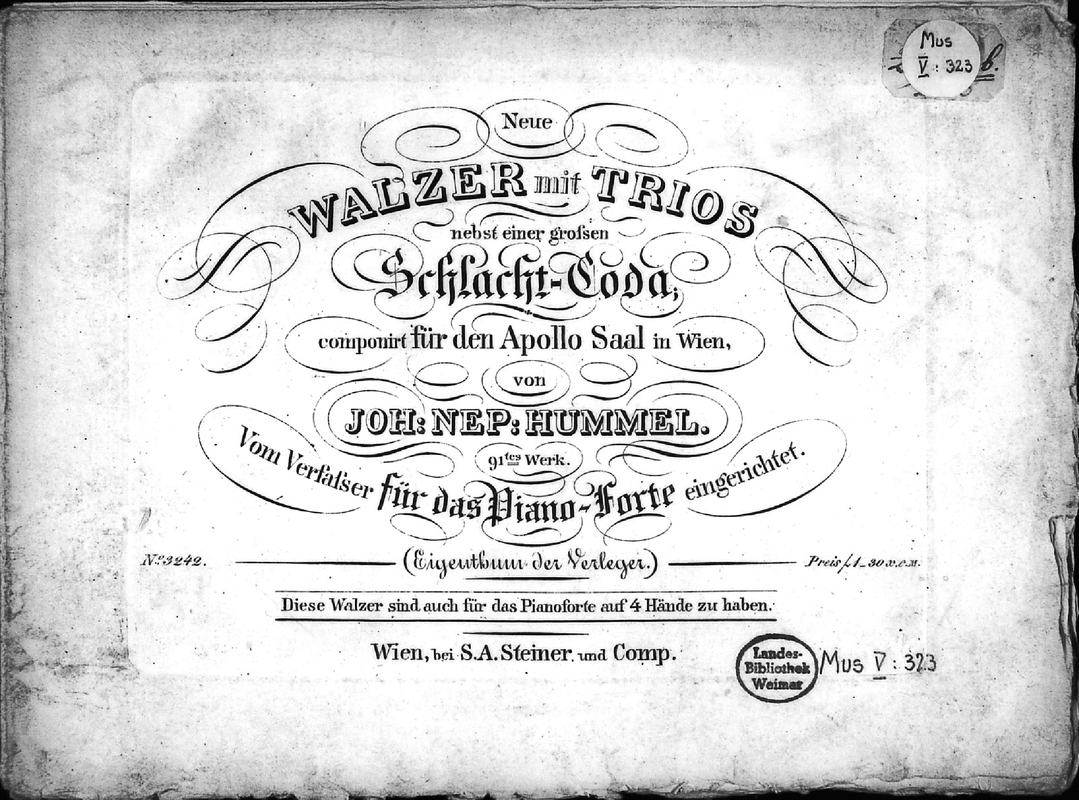 Mus
V : 323 b.
Neue
WALZER mit TRIOS
nebst einer groſsen
Schlacht-Coda,
componirt für den Apollo Saal in Wien,
von
JOH: NEP: HUMMEL.
91tes Werk.
Vom Verfaſser für das Piano-Forte eingerichtet.
No. 3242.
(Eigenthum der Verleger.)
Preis f 1_30 x.c.m.
Diese Walzer sind auch für das Pianoforte auf 4 Hände zu haben.
Wien, bei S.A. Steiner und Comp.
Landes-
Bibliothek
Weimar
Mus V : 323